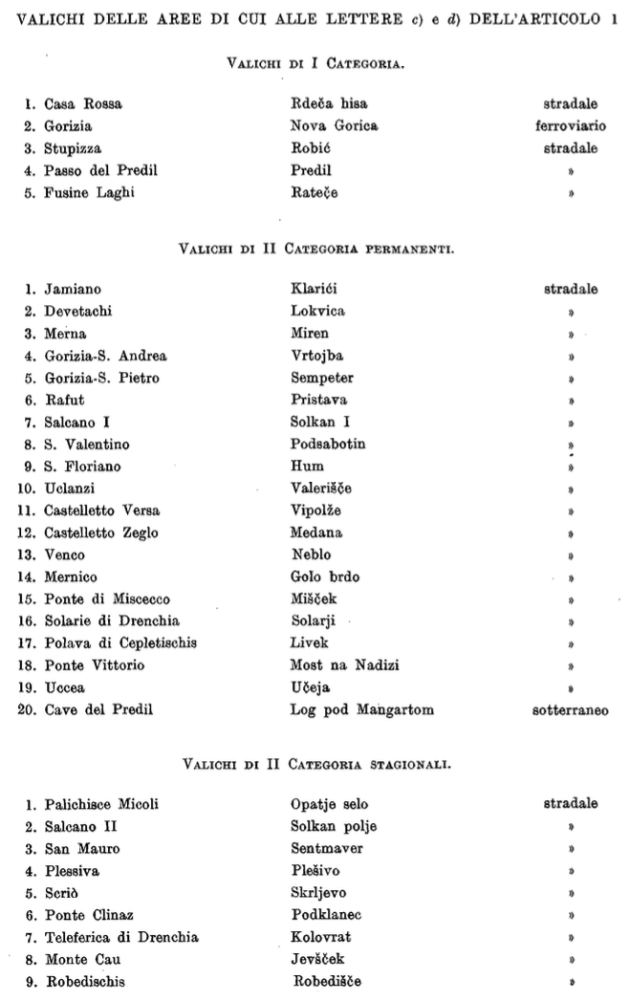 VALICHI DELLE AREE DI CUI ALLE LETTERE c) e d) DELL'ARTICOLO 1
VALICHI DI I CATEGORIA.
1. Casa Rossa Rdeča hisa stradale
2. Gorizia Nova Gorica ferroviario
3. Stupizza Robić stradale
4. Passo del Predil Predil »
5. Fusine Laghi Rateče »
VALICHI DI II CATEGORIA PERMANENTI.
1. Jamiano Klarići stradale
2. Devetachi Lokvica »
3. Merna Miren »
4. Gorizia-S. Andrea Vrtojba »
5. Gorizia-S. Pietro Sempeter »
6. Rafut Pristava »
7. Salcano I Solkan I »
8. S. Valentino Podsabotin »
9. S. Floriano Hum »
10. Uclanzi Valerišče »
11. Castelletto Versa Vipolže »
12. Castelletto Zeglo Medana »
13. Venco Neblo »
14. Mernico Golo brdo »
15. Ponte di Miscecco Mišček »
16. Solarie di Drenchia Solarji »
17. Polava di Cepletischis Livek »
18. Ponte Vittorio Most na Nadizi »
19. Uccea Učeja »
20. Cave del Predil Log pod Mangartom sotterraneo
VALICHI DI II CATEGORIA STAGIONALI.
1. Palichisce Micoli Opatje selo stradale
2. Salcano II Solkan polje »
3. San Mauro Sentmaver »
4. Plessiva Plešivo »
5. Scriò Skrljevo »
6. Ponte Clinaz Podklanec »
7. Teleferica di Drenchia Kolovrat »
8. Monte Cau Jevšček »
9. Robedischis Robedišče »